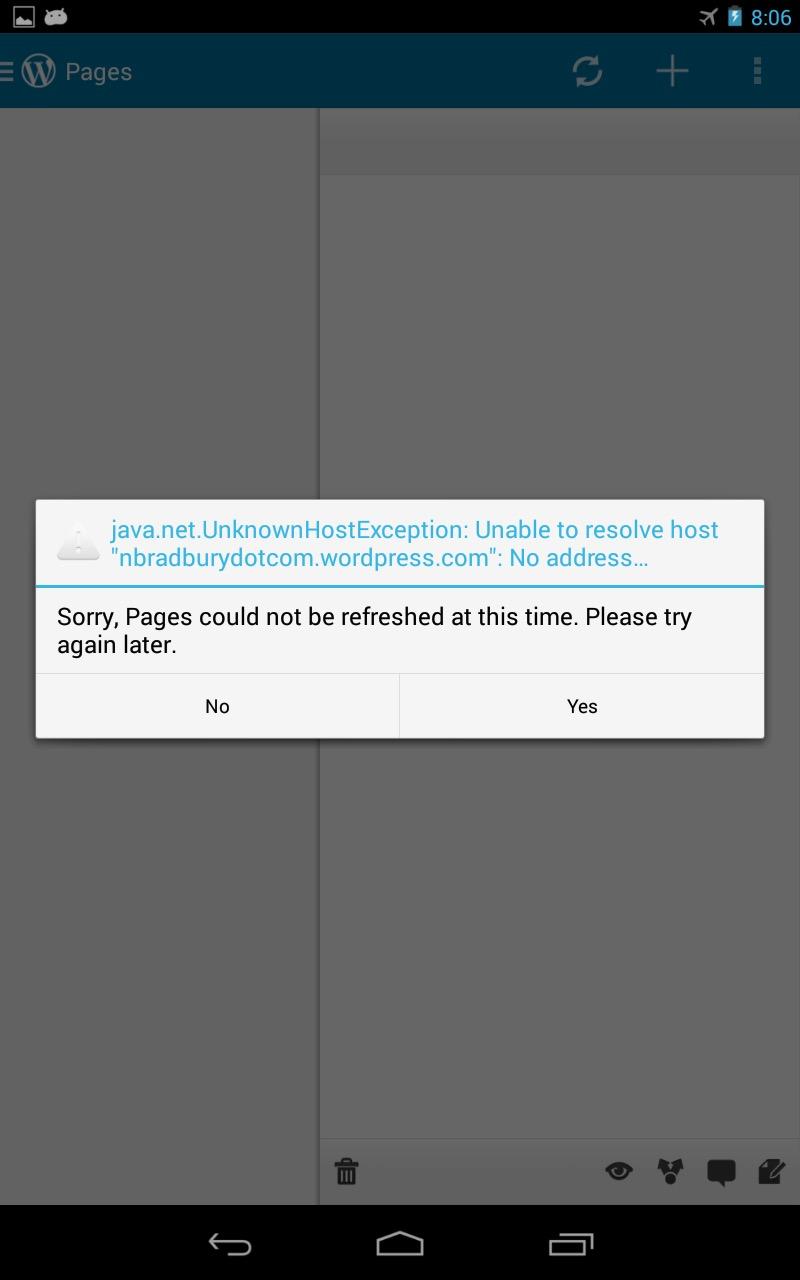 8:06
Pages
java.net.UnknownHostException: Unable to resolve host
"nbradburydotcom.wordpress.com": No address…
Sorry, Pages could not be refreshed at this time. Please try
again later.
No
Yes